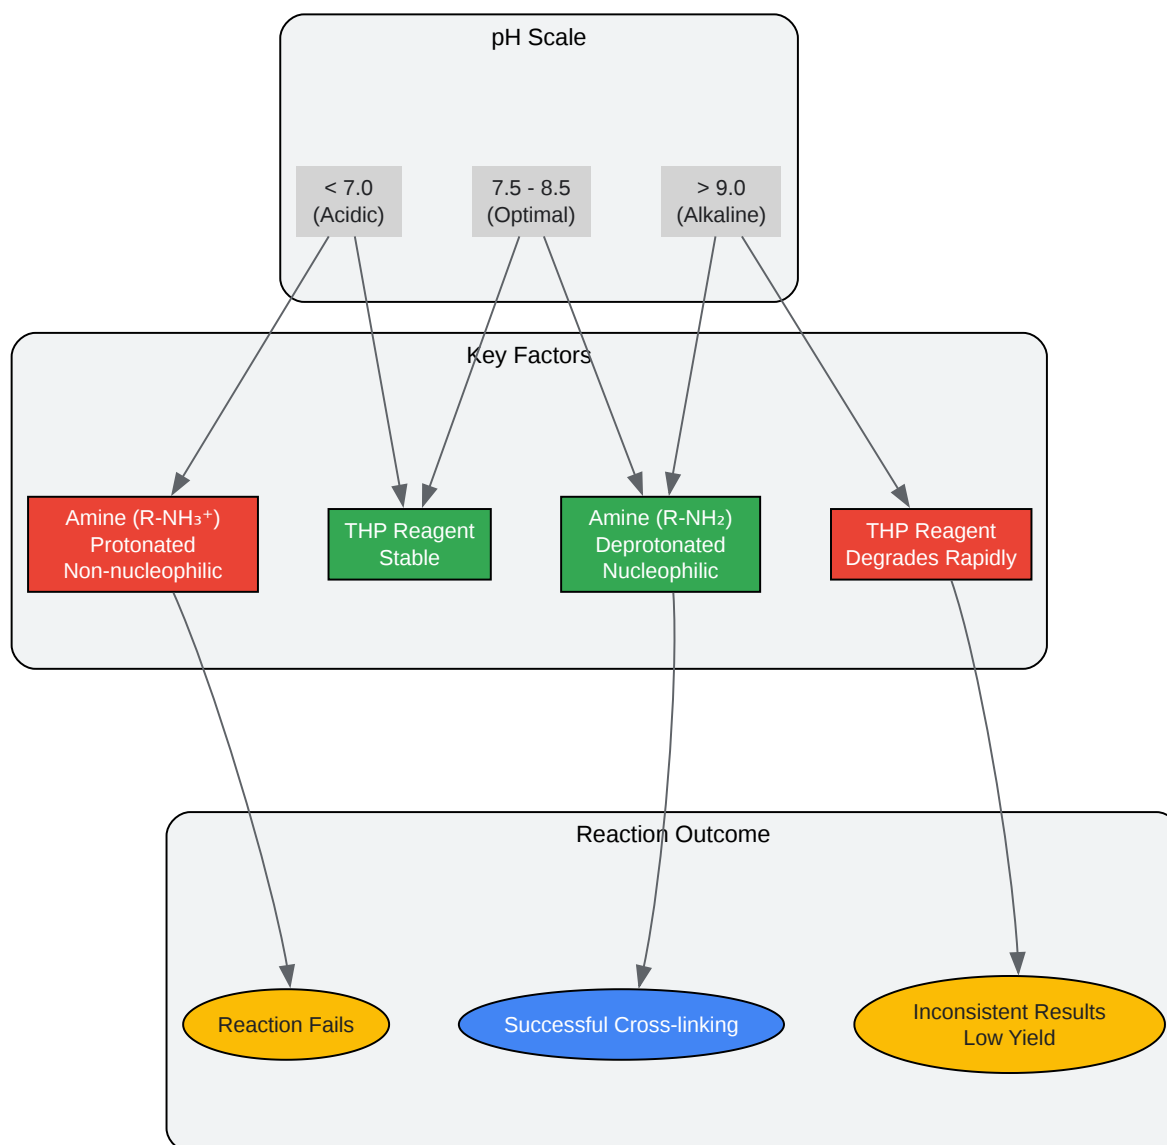 pH Scale
< 7.0
(Acidic)
7.5 - 8.5
(Optimal)
> 9.0
(Alkaline)
Key Factors
Amine (R-NH₃⁺)
Protonated
Non-nucleophilic
THP Reagent
Stable
Amine (R-NH₂)
Deprotonated
Nucleophilic
THP Reagent
Degrades Rapidly
Reaction Outcome
Reaction Fails
Successful Cross-linking
Inconsistent Results
Low Yield